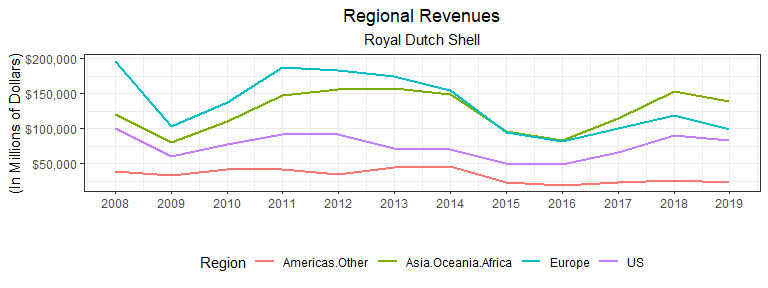 Regional Revenues
Royal Dutch Shell
(In Millions of Dollars)
$200,000
$150,000
$100,000
$50,000
2008 2009 2010 2011 2012 2013 2014 2015 2016 2017 2018 2019
Region Americas.Other Asia.Oceania.Africa Europe US